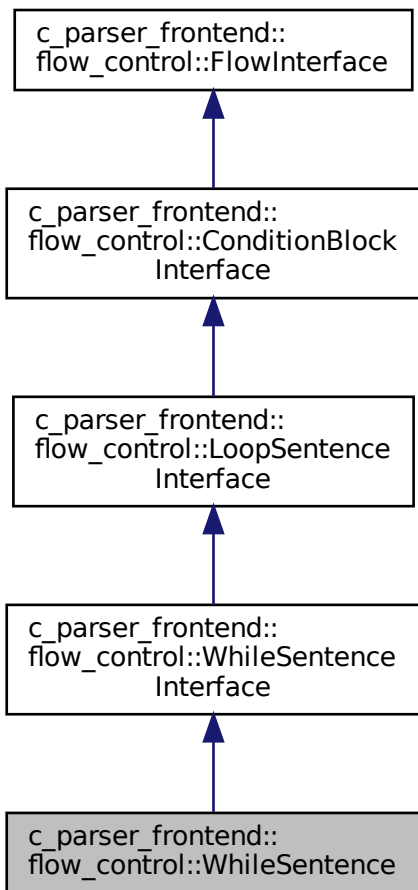 c_parser_frontend::
flow_control::FlowInterface
c_parser_frontend::
flow_control::ConditionBlock
Interface
c_parser_frontend::
flow_control::LoopSentence
Interface
c_parser_frontend::
flow_control::WhileSentence
Interface
c_parser_frontend::
flow_control::WhileSentence